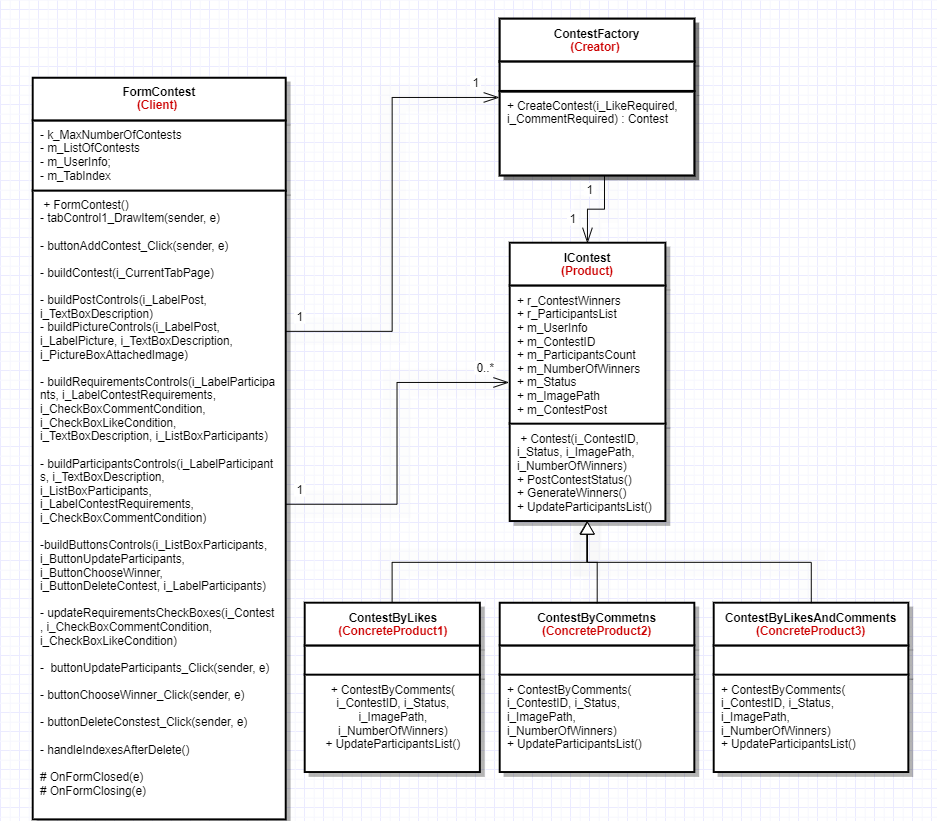 ContestFactory
(Creator)
+ CreateContest(i_LikeRequired,
i_CommentRequired) : Contest
1
FormContest
(Client)
- k_MaxNumberOfContests
- m_ListOfContests
- m_UserInfo;
- m_TabIndex
+ FormContest()
- tabControl1_DrawItem(sender, e)
- buttonAddContest_Click(sender, e)
- buildContest(i_CurrentTabPage)
- buildPostControls(i_LabelPost,
i_TextBoxDescription)
- buildPictureControls(i_LabelPost,
i_LabelPicture, i_TextBoxDescription,
i_PictureBoxAttachedImage)
- buildRequirementsControls(i_LabelParticipa
nts, i_LabelContestRequirements,
i_CheckBoxCommentCondition,
i_CheckBoxLikeCondition,
i_TextBoxDescription, i_ListBoxParticipants)
- buildParticipantsControls(i_LabelParticipant
s, i_TextBoxDescription,
i_ListBoxParticipants,
i_LabelContestRequirements,
i_CheckBoxCommentCondition)
-buildButtonsControls(i_ListBoxParticipants,
i_ButtonUpdateParticipants,
i_ButtonChooseWinner,
i_ButtonDeleteContest, i_LabelParticipants)
- updateRequirementsCheckBoxes(i_Contest
, i_CheckBoxCommentCondition,
i_CheckBoxLikeCondition)
- buttonUpdateParticipants_Click(sender, e)
- buttonChooseWinner_Click(sender, e)
- buttonDeleteConstest_Click(sender, e)
- handleIndexesAfterDelete()
# OnFormClosed(e)
# OnFormClosing(e)
1
1
1
1
0..*
IContest
(Product)
+ r_ContestWinners
+ r_ParticipantsList
+ m_UserInfo
+ m_ContestID
+ m_ParticipantsCount
+ m_NumberOfWinners
+ m_Status
+ m_ImagePath
+ m_ContestPost
+ Contest(i_ContestID,
i_Status, i_ImagePath,
i_NumberOfWinners)
+ PostContestStatus()
+ GenerateWinners()
+ UpdateParticipantsList()
ContestByLikes
(ConcreteProduct1)
+ ContestByComments(
i_ContestID, i_Status,
i_ImagePath,
i_NumberOfWinners)
+ UpdateParticipantsList()
ContestByCommetns
(ConcreteProduct2)
+ ContestByComments(
i_ContestID, i_Status,
i_ImagePath,
i_NumberOfWinners)
+ UpdateParticipantsList()
ContestByLikesAndComments
(ConcreteProduct3)
+ ContestByComments(
i_ContestID, i_Status,
i_ImagePath,
i_NumberOfWinners)
+ UpdateParticipantsList()